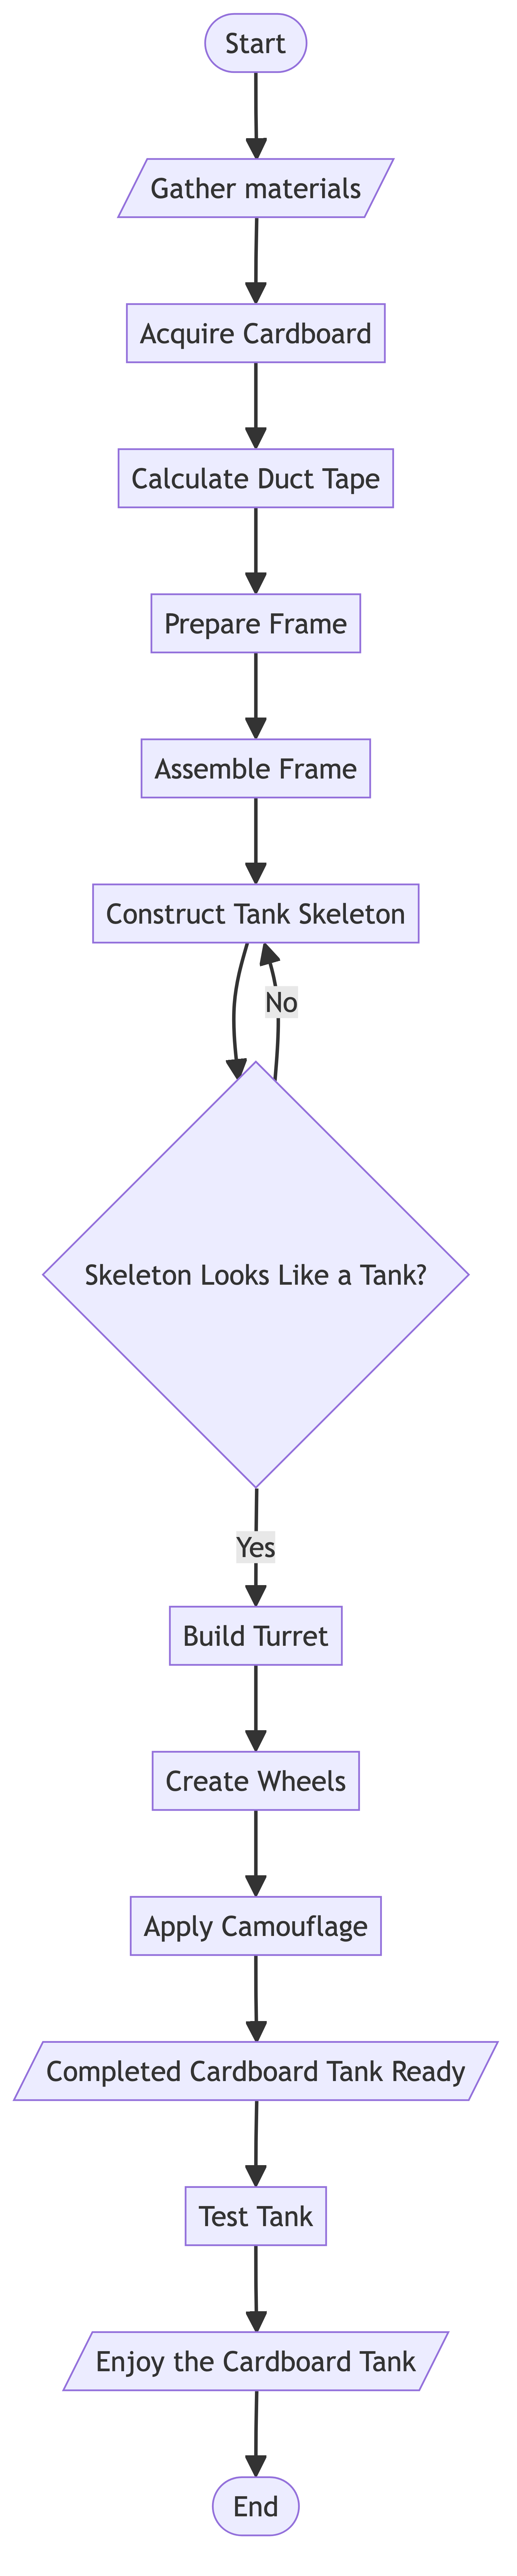 Start
Gather materials
Acquire Cardboard
Calculate Duct Tape
Prepare Frame
Assemble Frame
Construct Tank Skeleton
No
Skeleton Looks Like a Tank?
Yes
Build Turret
Create Wheels
Apply Camouflage
Completed Cardboard Tank Ready
Test Tank
Enjoy the Cardboard Tank
End